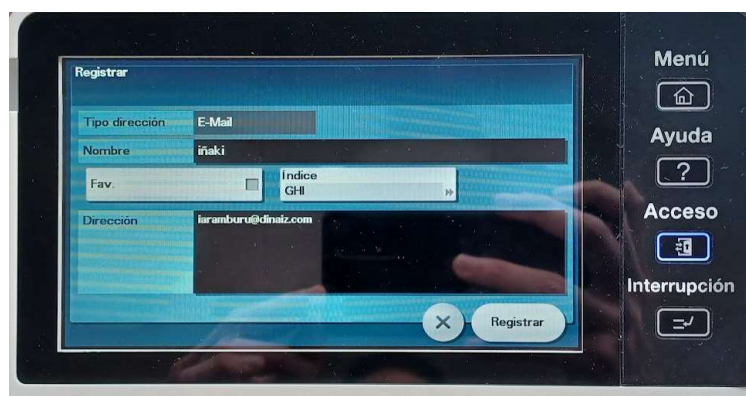 Registrar
Tipo dirección E-Mail
Nombre iñaki
Fav.
Índice
GHI
Dirección iaramburu@dinaiz.com
Registrar
Menú
Ayuda
?
Acceso
Interrupción